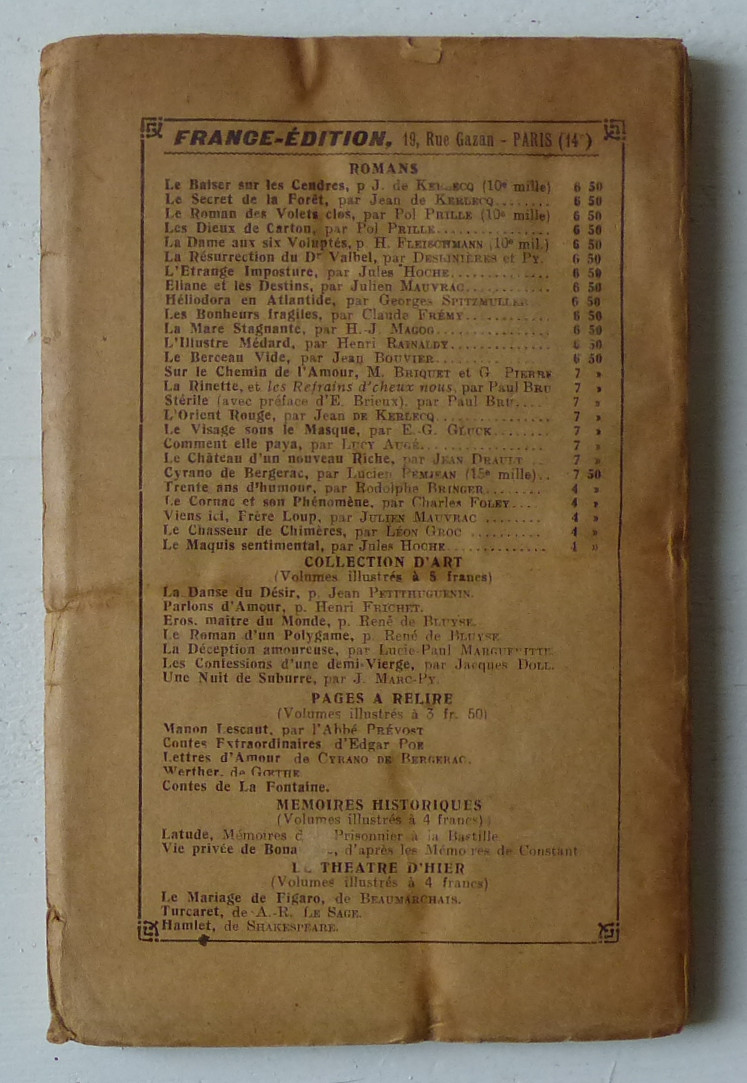 FRANCE-ÉDITION, 19, Rue Gazan - PARIS (14e)
ROMANS
Le Baiser sur les Cendres, p J. de KERLECQ (10e mille) 6 50
Le Secret de la Forêt, par Jean de KERLECQ........ 6 50
Le Roman des Volets clos, par Pol PRILLE (10e mille) 6 50
Les Dieux de Carton, par Pol PRILLE................ 6 50
La Dame aux six Voluptés, p. H. FLEISCHMANN (10e mil.) 6 50
La Résurrection du Dr Valbel, par DESLINIÈRES et PY. 6 50
L'Etrange Imposture, par Jules HOCHE.............. 6 50
Eliane et les Destins, par Julien MAUVRAC............ 6 50
Héliodora en Atlantide, par Georges SPITZMULLER 6 50
Les Bonheurs fragiles, par Claude FRÉMY............ 6 50
La Mare Stagnante, par H.-J. MAGOG................ 6 50
L'Illustre Médard, par Henri RAINALDY.............. 6 50
Le Berceau Vide, par Jean BOUVIER................ 6 50
Sur le Chemin de l'Amour, M. BRIQUET et G. PIERRE 7 »
La Rinette, et les Refrains d'cheux nous, par Paul BRU 7 »
Stérile (avec préface d'E. Brieux), par Paul BRU.... 7 »
L'Orient Rouge, par Jean DE KERLECQ.............. 7 »
Le Visage sous le Masque, par E.-G. GLUCK........ 7 »
Comment elle paya, par LUCY AUGÉ................ 7 »
Le Château d'un nouveau Riche, par JEAN DRAULT .. 7 »
Cyrano de Bergerac, par Lucien PEMJEAN (15e mille).. 7 50
Trente ans d'humour, par Rodolphe BRINGER........ 4 »
Le Cornac et son Phénomène, par Charles FOLEY... 4 »
Viens ici, Frère Loup, par JULIEN MAUVRAC ........ 4 »
Le Chasseur de Chimères, par LÉON GROC .......... 4 »
Le Maquis sentimental, par Jules HOCHE.............. 4 »
COLLECTION D'ART
(Volumes illustrés à 5 francs)
La Danse du Désir, p. Jean PETITHUGUENIN.
Parlons d'Amour, p. Henri FRICHET.
Eros, maître du Monde, p. René de BLUYSE.
Le Roman d'un Polygame, p. René de BLUYSE
La Déception amoureuse, par Lucie-Paul MARGUERITTE
Les Confessions d'une demi-Vierge, par Jacques DOLL.
Une Nuit de Suburre, par J. MARC-PY.
PAGES A RELIRE
(Volumes illustrés à 3 fr. 50)
Manon Lescaut, par l'Abbé PRÉVOST
Contes Extraordinaires d'Edgar POE
Lettres d'Amour de CYRANO DE BERGERAC.
Werther, de GŒTHE
Contes de La Fontaine.
MEMOIRES HISTORIQUES
(Volumes illustrés à 4 francs)
Latude, Mémoires d Prisonnier à la Bastille
Vie privée de Bona .., d'après les Mémoires de Constant
LE THEATRE D'HIER
(Volumes illustrés à 4 francs)
Le Mariage de Figaro, de BEAUMARCHAIS.
Turcaret, de A.-R. LE SAGE.
Hamlet, de SHAKESPEARE.